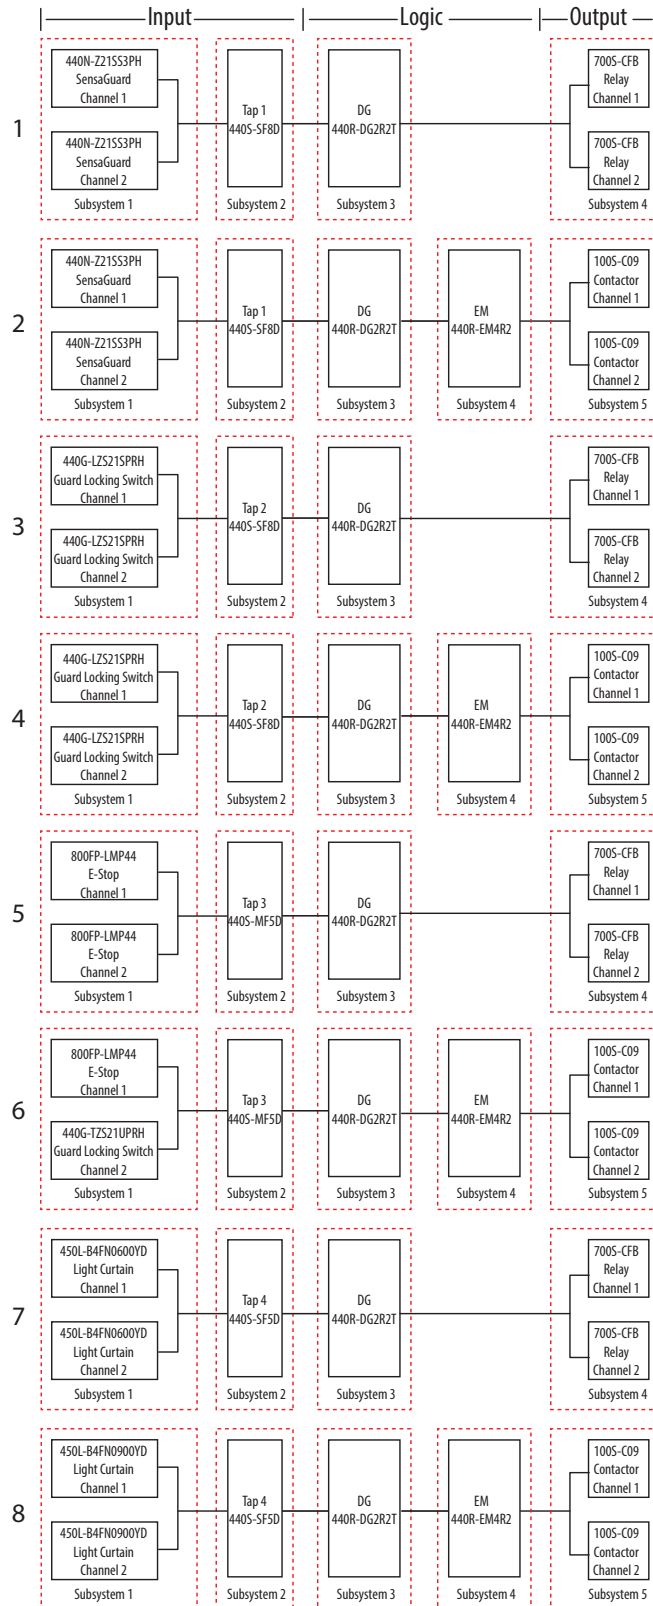 Input Logic Output
1
440N-Z21SS3PH
SensaGuard
Channel 1
440N-Z21SS3PH
SensaGuard
Channel 2
Subsystem 1
Tap 1
440S-SF8D
Subsystem 2
DG
440R-DG2R2T
Subsystem 3
700S-CFB
Relay
Channel 1
700S-CFB
Relay
Channel 2
Subsystem 4
2
440N-Z21SS3PH
SensaGuard
Channel 1
440N-Z21SS3PH
SensaGuard
Channel 2
Subsystem 1
Tap 1
440S-SF8D
Subsystem 2
DG
440R-DG2R2T
Subsystem 3
EM
440R-EM4R2
Subsystem 4
100S-C09
Contactor
Channel 1
100S-C09
Contactor
Channel 2
Subsystem 5
3
440G-LZS21SPRH
Guard Locking Switch
Channel 1
440G-LZS21SPRH
Guard Locking Switch
Channel 2
Subsystem 1
Tap 2
440S-SF8D
Subsystem 2
DG
440R-DG2R2T
Subsystem 3
700S-CFB
Relay
Channel 1
700S-CFB
Relay
Channel 2
Subsystem 4
4
440G-LZS21SPRH
Guard Locking Switch
Channel 1
440G-LZS21SPRH
Guard Locking Switch
Channel 2
Subsystem 1
Tap 2
440S-SF8D
Subsystem 2
DG
440R-DG2R2T
Subsystem 3
EM
440R-EM4R2
Subsystem 4
100S-C09
Contactor
Channel 1
100S-C09
Contactor
Channel 2
Subsystem 5
5
800FP-LMP44
E-Stop
Channel 1
800FP-LMP44
E-Stop
Channel 2
Subsystem 1
Tap 3
440S-MF5D
Subsystem 2
DG
440R-DG2R2T
Subsystem 3
700S-CFB
Relay
Channel 1
700S-CFB
Relay
Channel 2
Subsystem 4
6
800FP-LMP44
E-Stop
Channel 1
440G-TZS21UPRH
Guard Locking Switch
Channel 2
Subsystem 1
Tap 3
440S-MF5D
Subsystem 2
DG
440R-DG2R2T
Subsystem 3
EM
440R-EM4R2
Subsystem 4
100S-C09
Contactor
Channel 1
100S-C09
Contactor
Channel 2
Subsystem 5
7
450L-B4FN0600YD
Light Curtain
Channel 1
450L-B4FN0600YD
Light Curtain
Channel 2
Subsystem 1
Tap 4
440S-SF5D
Subsystem 2
DG
440R-DG2R2T
Subsystem 3
700S-CFB
Relay
Channel 1
700S-CFB
Relay
Channel 2
Subsystem 4
8
450L-B4FN0900YD
Light Curtain
Channel 1
450L-B4FN0900YD
Light Curtain
Channel 2
Subsystem 1
Tap 4
440S-SF5D
Subsystem 2
DG
440R-DG2R2T
Subsystem 3
EM
440R-EM4R2
Subsystem 4
100S-C09
Contactor
Channel 1
100S-C09
Contactor
Channel 2
Subsystem 5